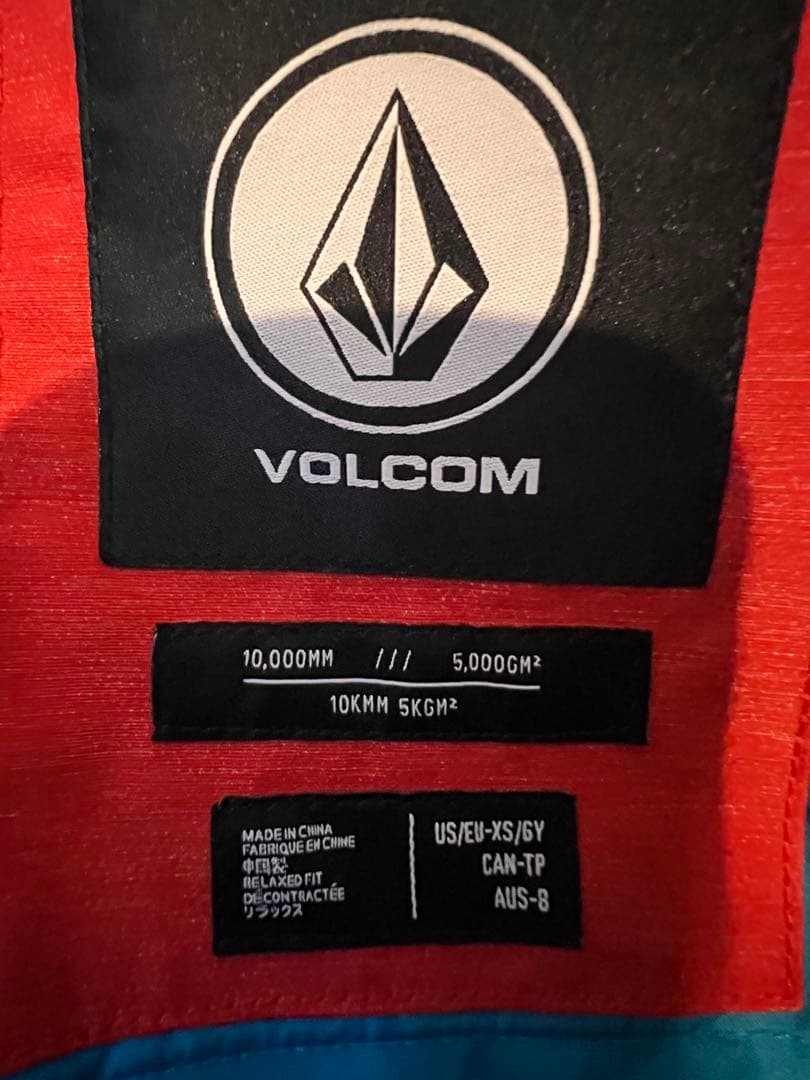 VOLCOM
10,000MM /// 5,000GM²
10KMM 5KGM²
MADE IN CHINA
FABRIQUE EN CHINE
中国製
RELAXED FIT
DÉCONTRACTÉE
リラックス
US/EU-XS/6Y
CAN-TP
AUS-8